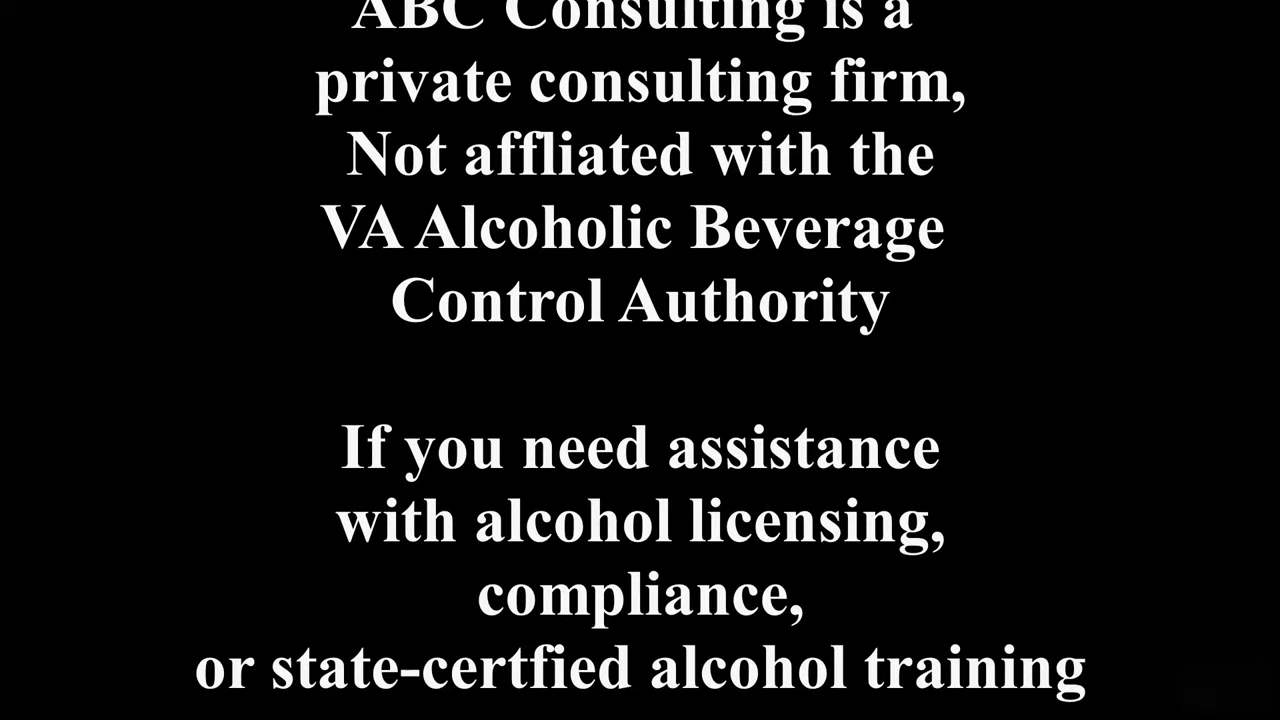 ABC Consulting is a
private consulting firm,
Not affliated with the
VA Alcoholic Beverage
Control Authority
If you need assistance
with alcohol licensing,
compliance,
or state-certfied alcohol training